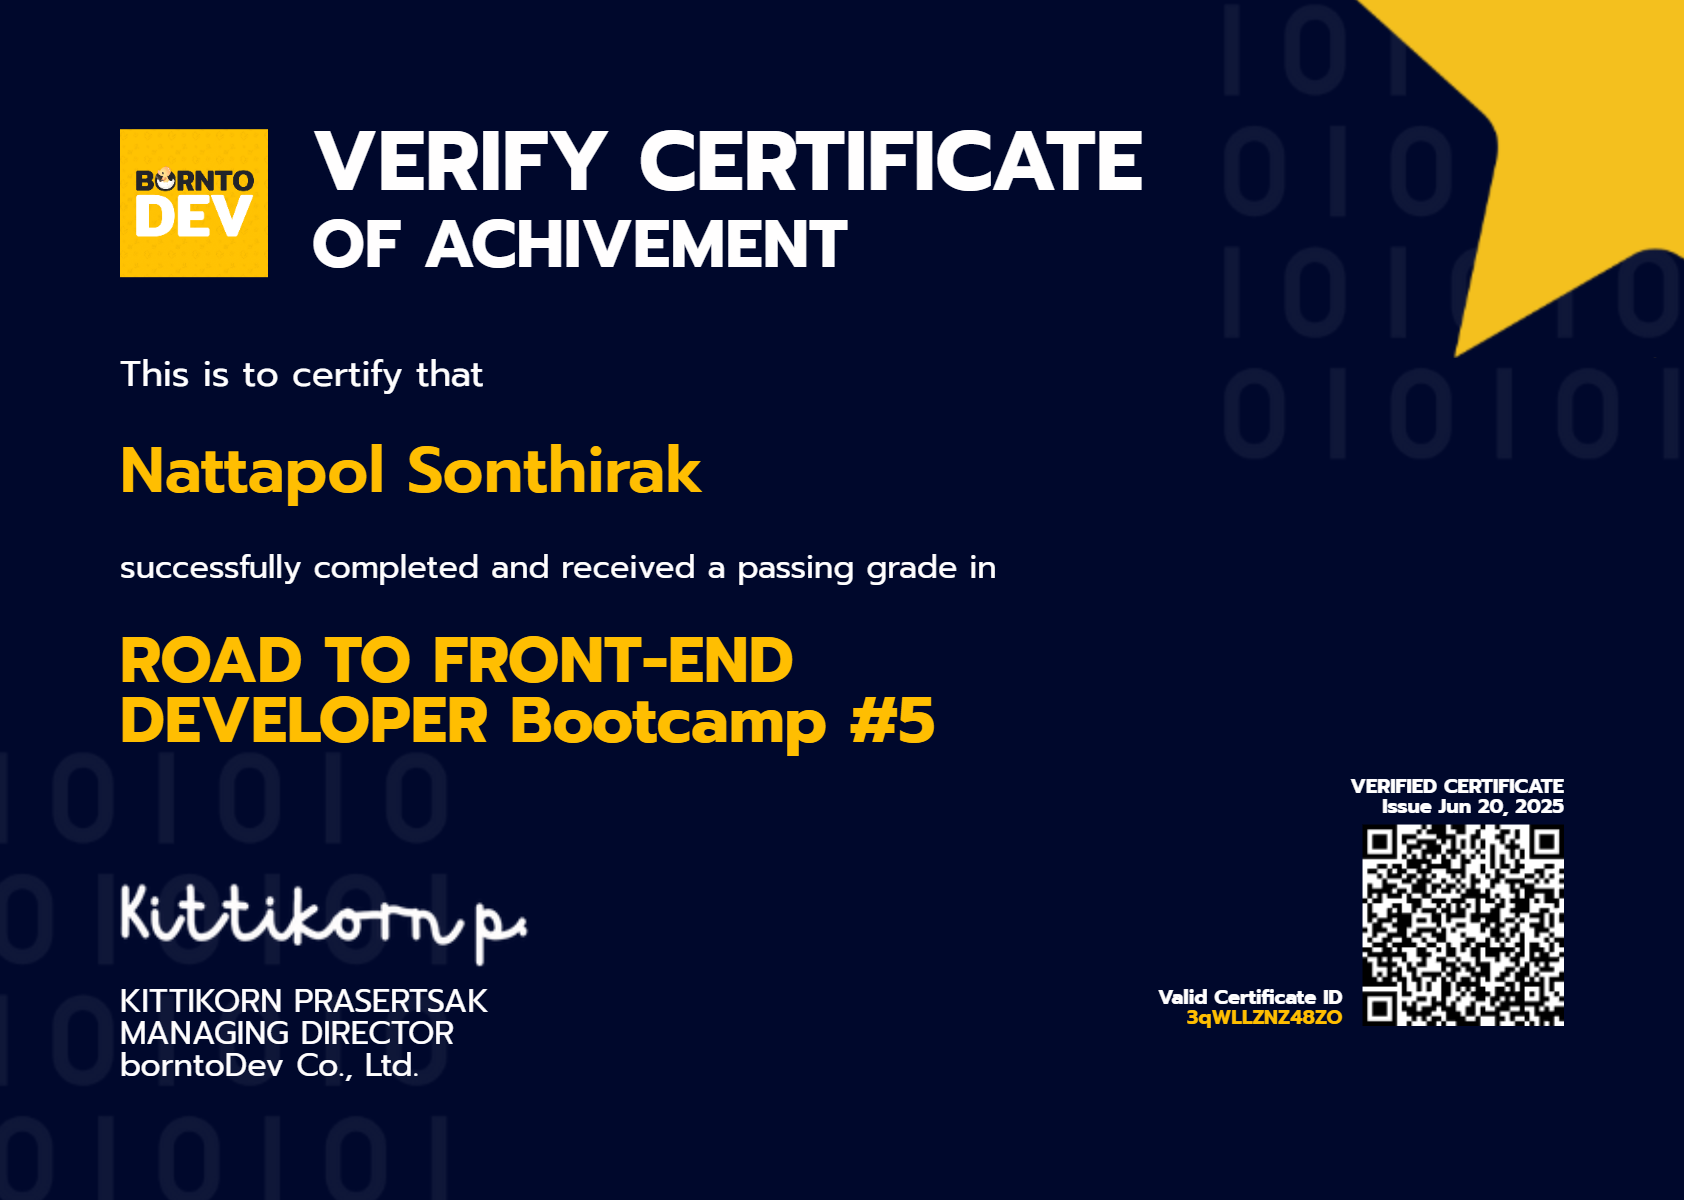 BORNTO
DEV
VERIFY CERTIFICATE
OF ACHIVEMENT
This is to certify that
Nattapol Sonthirak
successfully completed and received a passing grade in
ROAD TO FRONT-END
DEVELOPER Bootcamp #5
Kittikorn p.
KITTIKORN PRASERTSAK
MANAGING DIRECTOR
borntoDev Co., Ltd.
VERIFIED CERTIFICATE
Issue Jun 20, 2025
Valid Certificate ID
3qWLLZNZ48ZO